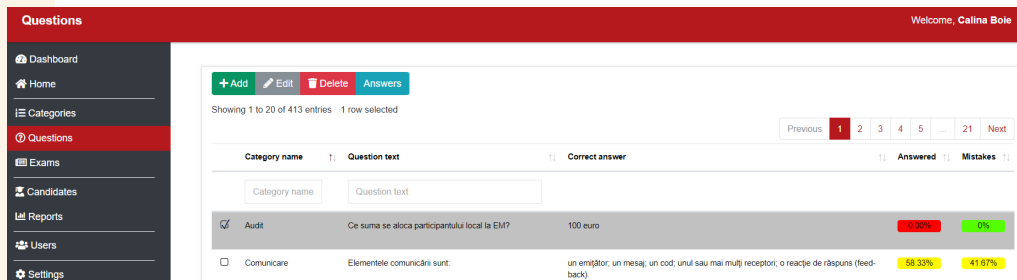 Questions
Welcome, Calina Boie
Dashboard
Home
Categories
Questions
Exams
Candidates
Reports
Users
Settings
Add Edit Delete Answers
Showing 1 to 20 of 413 entries 1 row selected
Previous 1 2 3 4 5 ... 21 Next
Category name Question text Correct answer Answered Mistakes
Category name Question text
Audit Ce suma se aloca participantului local la EM? 100 euro 0.00% 0%
Comunicare Elementele comunicării sunt: un emiţător; un mesaj; un cod; unul sau mai mulţi receptori; o reacţie de răspuns (feed-
back). 58.33% 41.67%